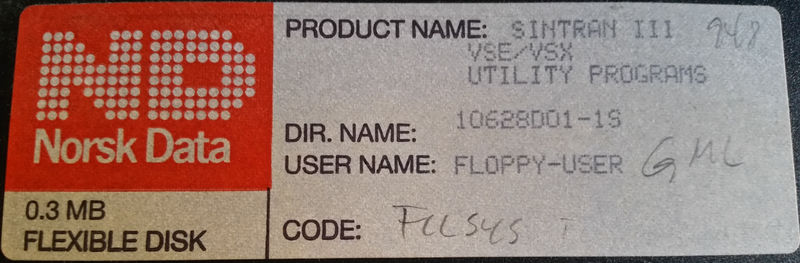 ND
Norsk Data
0.3 MB
FLEXIBLE DISK
PRODUCT NAME: SINTRAN III
VSE/VSX
UTILITY PROGRAMS
DIR. NAME: 10628D01-1S
USER NAME: FLOPPY-USER
CODE: